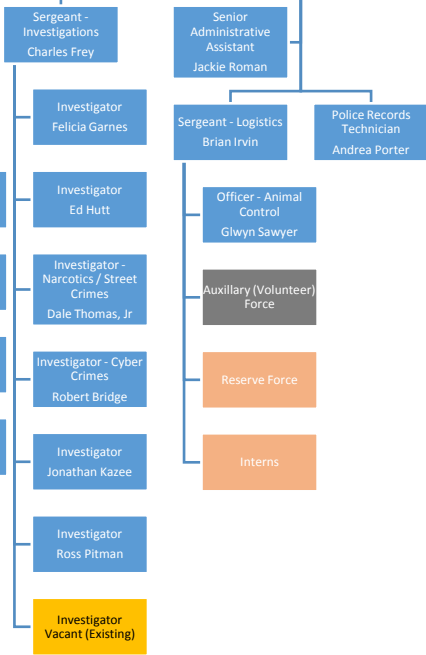 Sergeant -
Investigations
Charles Frey
Investigator
Felicia Garnes
Investigator
Ed Hutt
Investigator -
Narcotics / Street
Crimes
Dale Thomas, Jr
Investigator - Cyber
Crimes
Robert Bridge
Investigator
Jonathan Kazee
Investigator
Ross Pitman
Investigator
Vacant (Existing)
Senior
Administrative
Assistant
Jackie Roman
Sergeant - Logistics
Brian Irvin
Police Records
Technician
Andrea Porter
Officer - Animal
Control
Glwyn Sawyer
Auxillary (Volunteer)
Force
Reserve Force
Interns